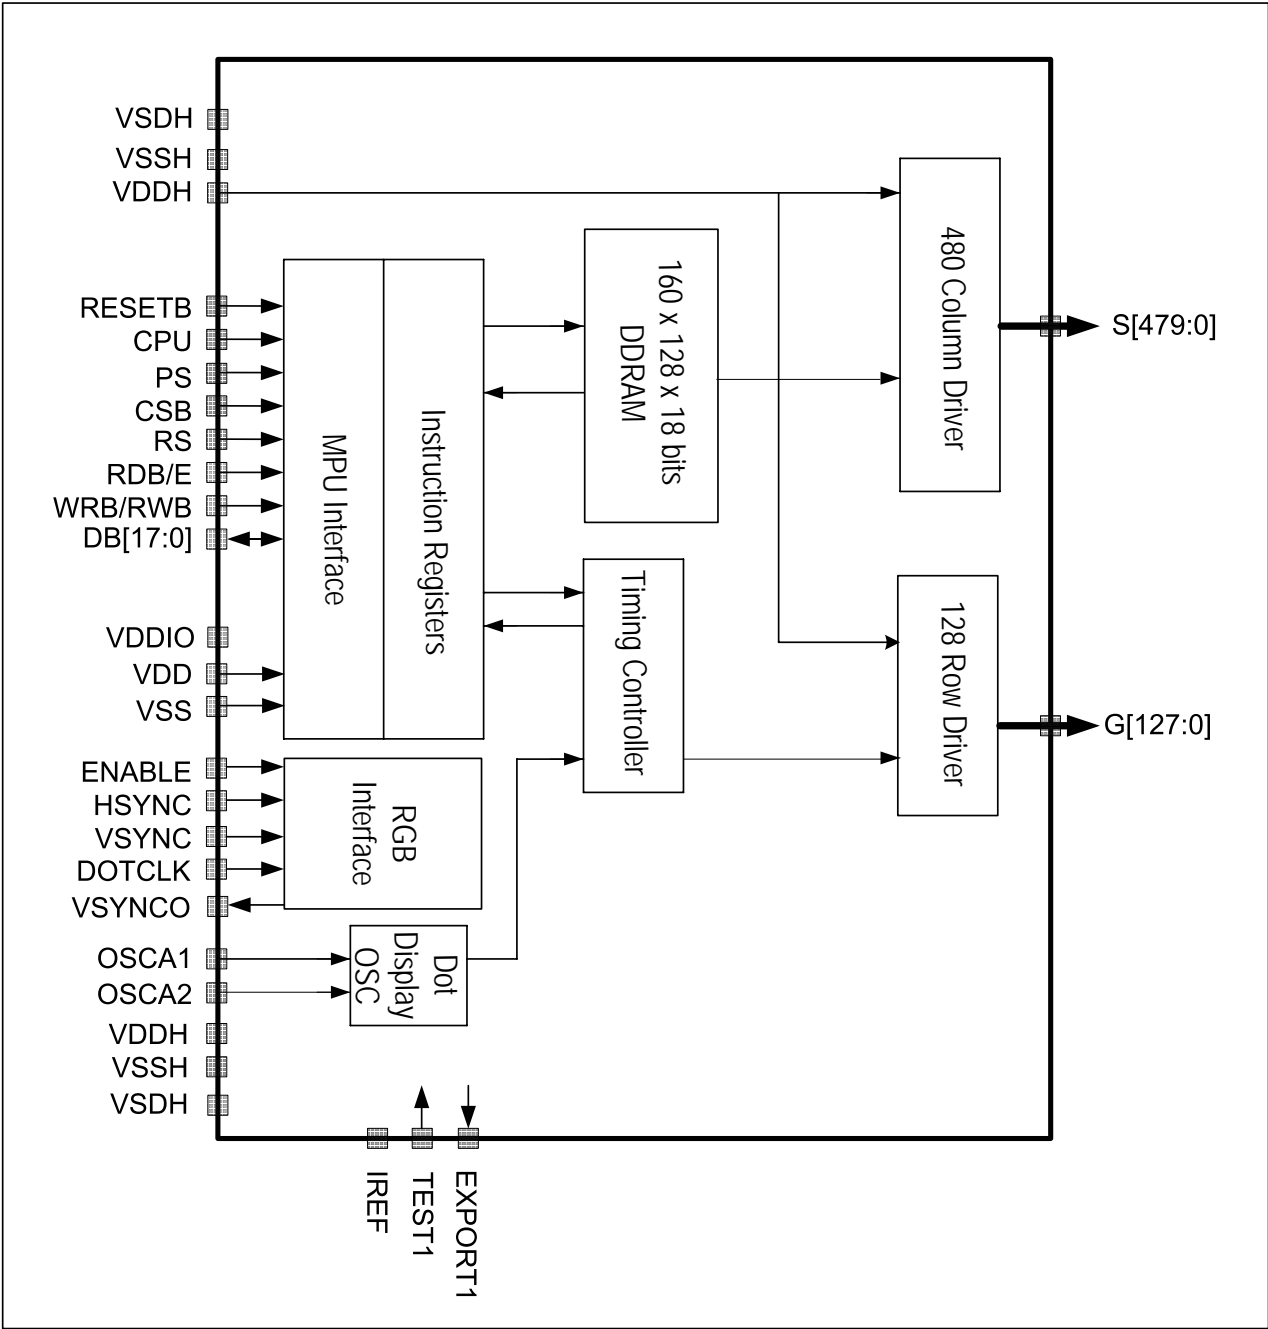 VSDH
VSSH
VDDH
RESETB
CPU
PS
CSB
RS
RDB/E
WRB/RWB
DB[17:0]
VDDIO
VDD
VSS
ENABLE
HSYNC
VSYNC
DOTCLK
VSYNCO
OSCA1
OSCA2
VDDH
VSSH
VSDH
MPU Interface
Instruction Registers
RGB
Interface
Dot
Display
OSC
160 x 128 x 18 bits
DDRAM
Timing Controller
480 Column Driver
128 Row Driver
S[479:0]
G[127:0]
IREF
TEST1
EXPORT1